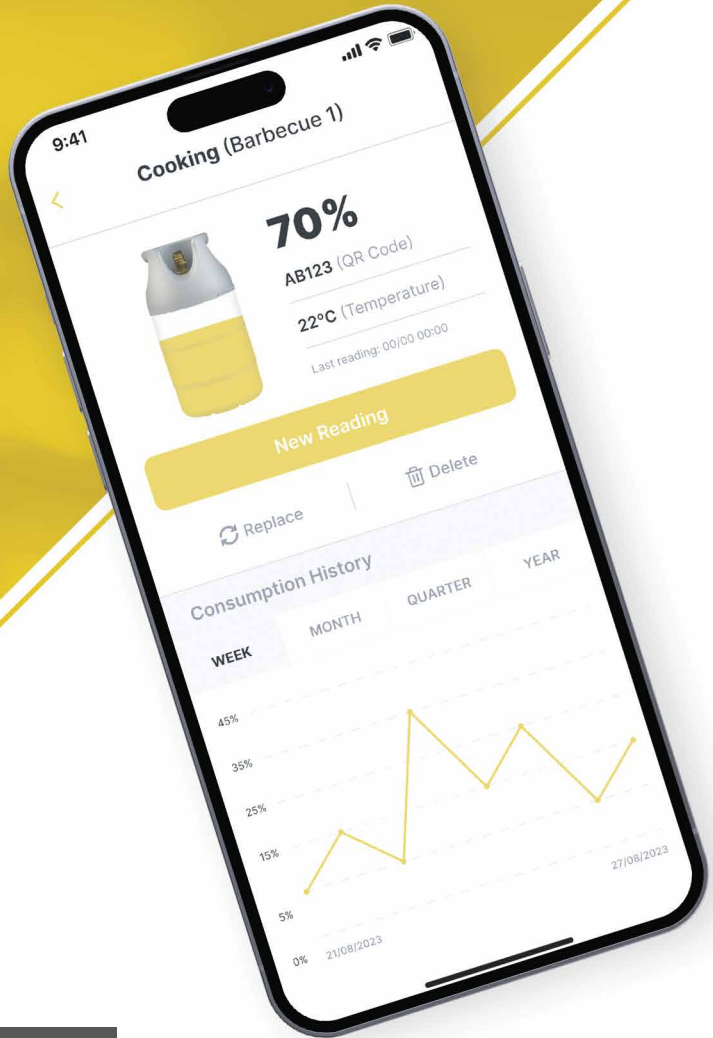 9:41
Cooking (Barbecue 1)
70%
AB123 (QR Code)
22ºC (Temperature)
Last reading: 00/00 00:00
New Reading
Replace
Delete
Consumption History
WEEK
MONTH
QUARTER
YEAR
45%
35%
25%
15%
5%
0%
21/08/2023
27/08/2023